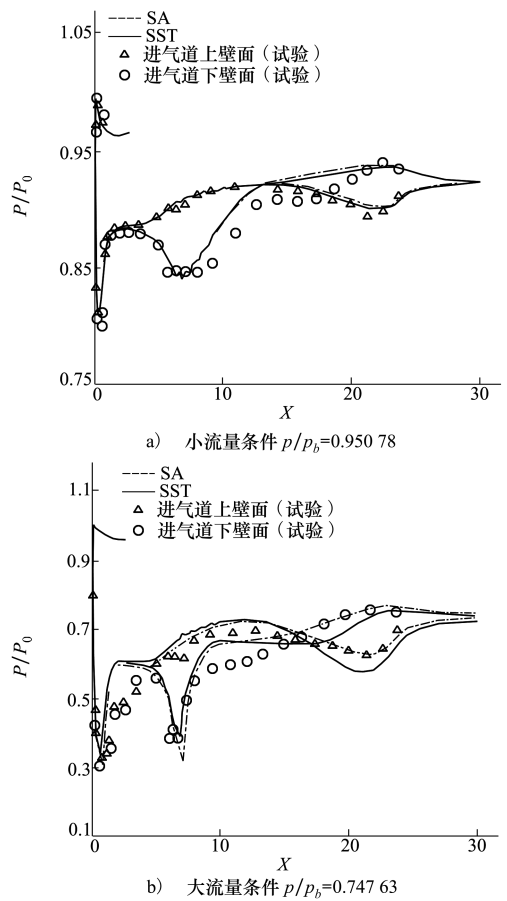 1.05
SA
SST
进气道上壁面（试验）
进气道下壁面（试验）
0.95
P/P0
0.85
0.75
0 10 20 30
X
a) 小流量条件 p/pb=0.950 78
1.1
SA
SST
进气道上壁面（试验）
进气道下壁面（试验）
0.9
0.7
P/P0
0.5
0.3
0.1
0 10 20 30
X
b) 大流量条件 p/pb=0.747 63